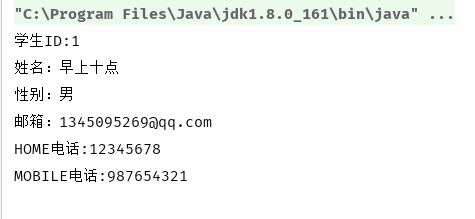 "C:\Program Files\Java\jdk1.8.0_161\bin\java" ...
学生ID:1
姓名：早上十点
性别：男
邮箱：1345095269@qq.com
HOME电话:12345678
MOBILE电话:987654321